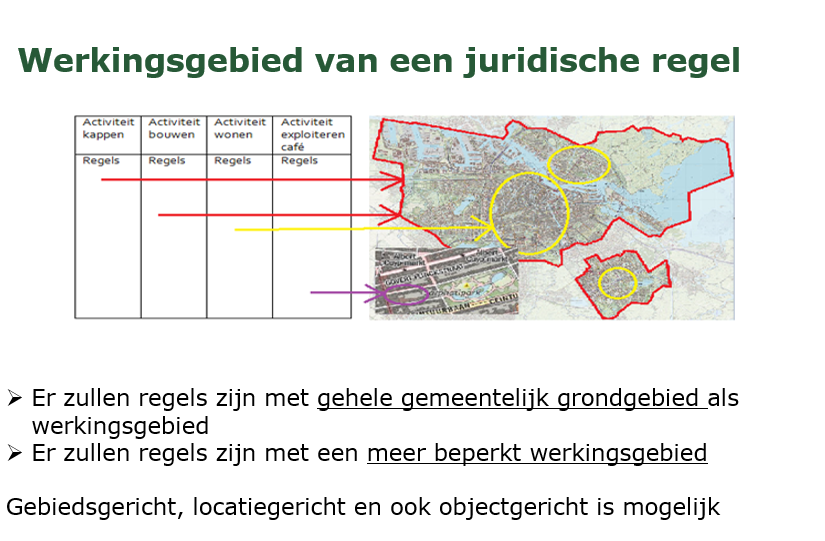 Werkingsgebied van een juridische regel
Activiteit kappen
Activiteit bouwen
Activiteit wonen
Activiteit exploiteren café
Regels
Regels
Regels
Regels
➢ Er zullen regels zijn met gehele gemeentelijk grondgebied als
werkingsgebied
➢ Er zullen regels zijn met een meer beperkt werkingsgebied
Gebiedsgericht, locatiegericht en ook objectgericht is mogelijk